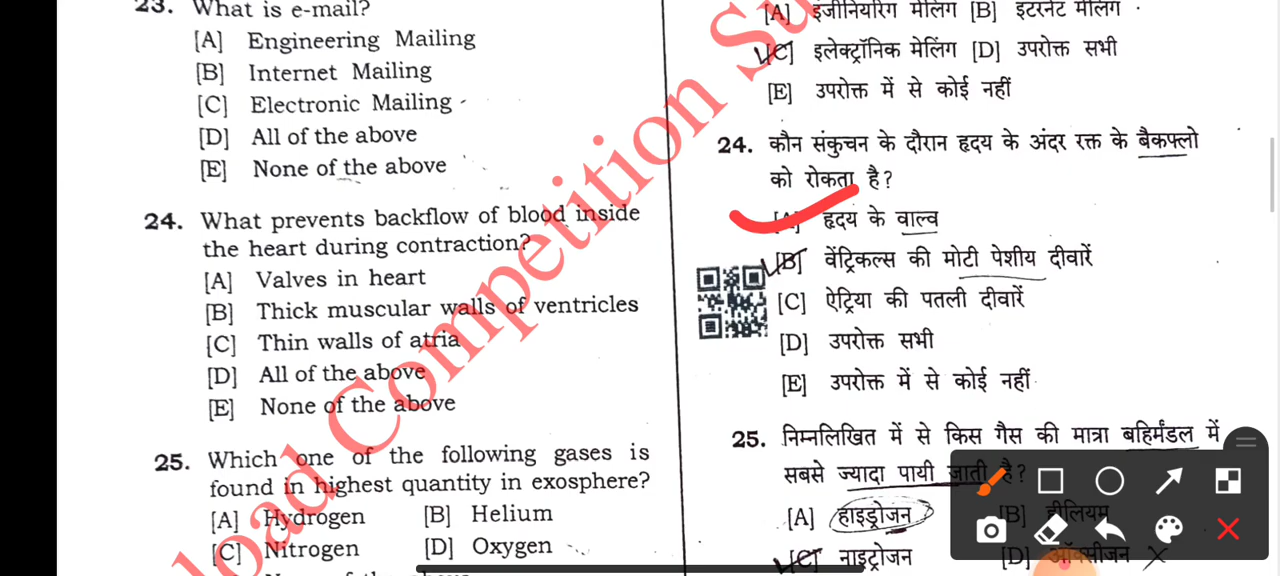 23. What is e-mail?
[A] Engineering Mailing
[B] Internet Mailing
[C] Electronic Mailing
[D] All of the above
[E] None of the above
24. What prevents backflow of blood inside
the heart during contraction?
[A] Valves in heart
[B] Thick muscular walls of ventricles
[C] Thin walls of atria
[D] All of the above
[E] None of the above
25. Which one of the following gases is
found in highest quantity in exosphere?
[A] Hydrogen [B] Helium
[C] Nitrogen [D] Oxygen
[A] इंजीनियरिंग मेलिंग [B] इंटरनेट मेलिंग
[C] इलेक्ट्रॉनिक मेलिंग [D] उपरोक्त सभी
[E] उपरोक्त में से कोई नहीं
24. कौन संकुचन के दौरान हृदय के अंदर रक्त के बैकफ्लो
को रोकता है?
[A] हृदय के वाल्व
[B] वेंट्रिकल्स की मोटी पेशीय दीवारें
[C] ऐट्रिया की पतली दीवारें
[D] उपरोक्त सभी
[E] उपरोक्त में से कोई नहीं
25. निम्नलिखित में से किस गैस की मात्रा बहिर्मंडल में
सबसे ज्यादा पायी जाती है?
[A] हाइड्रोजन [B] हीलियम
[C] नाइट्रोजन [D] ऑक्सीजन
load Competition Su